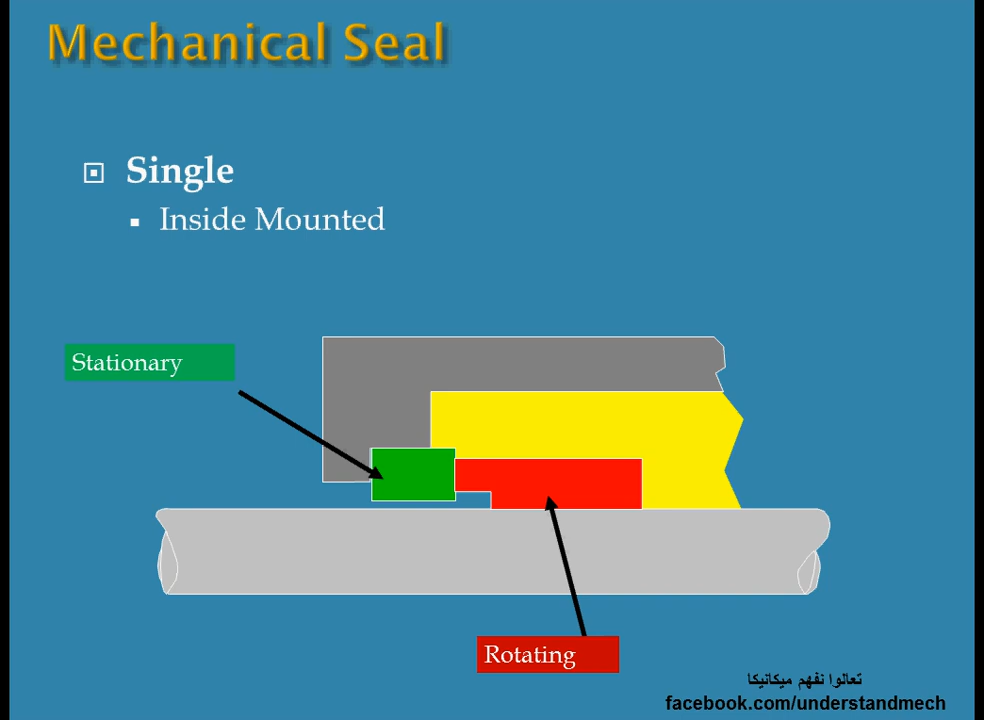 Mechanical Seal
Single
Inside Mounted
Stationary
Rotating
تعالوا نفهم ميكانيكا
facebook.com/understandmech